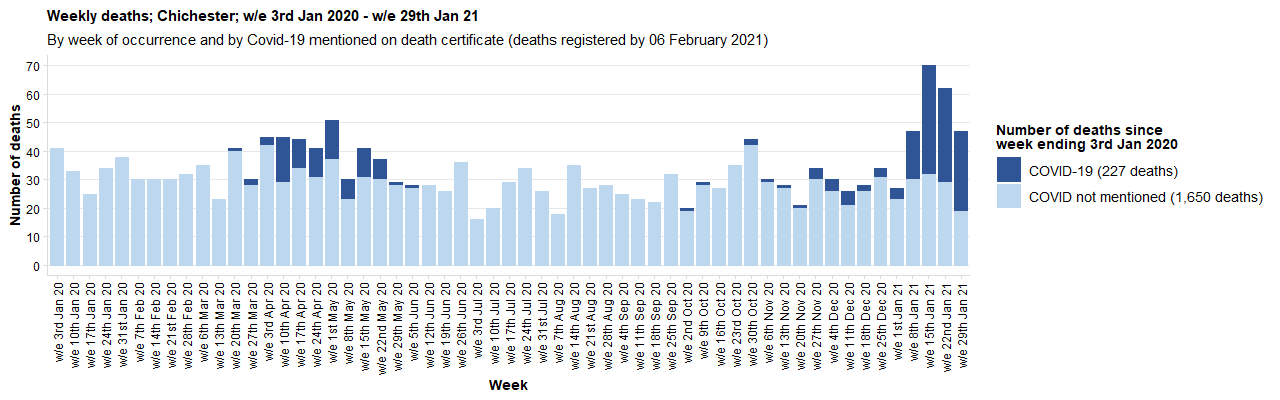 Weekly deaths; Chichester; w/e 3rd Jan 2020 - w/e 29th Jan 21
By week of occurrence and by Covid-19 mentioned on death certificate (deaths registered by 06 February 2021)
Number of deaths
70
60
50
40
30
20
10
0
w/e 3rd Jan 20
w/e 10th Jan 20
w/e 17th Jan 20
w/e 24th Jan 20
w/e 31st Jan 20
w/e 7th Feb 20
w/e 14th Feb 20
w/e 21st Feb 20
w/e 28th Feb 20
w/e 6th Mar 20
w/e 13th Mar 20
w/e 20th Mar 20
w/e 27th Mar 20
w/e 3rd Apr 20
w/e 10th Apr 20
w/e 17th Apr 20
w/e 24th Apr 20
w/e 1st May 20
w/e 8th May 20
w/e 15th May 20
w/e 22nd May 20
w/e 29th May 20
w/e 5th Jun 20
w/e 12th Jun 20
w/e 19th Jun 20
w/e 26th Jun 20
w/e 3rd Jul 20
w/e 10th Jul 20
w/e 17th Jul 20
w/e 24th Jul 20
w/e 31st Jul 20
w/e 7th Aug 20
w/e 14th Aug 20
w/e 21st Aug 20
w/e 28th Aug 20
w/e 4th Sep 20
w/e 11th Sep 20
w/e 18th Sep 20
w/e 25th Sep 20
w/e 2nd Oct 20
w/e 9th Oct 20
w/e 16th Oct 20
w/e 23rd Oct 20
w/e 30th Oct 20
w/e 6th Nov 20
w/e 13th Nov 20
w/e 20th Nov 20
w/e 27th Nov 20
w/e 4th Dec 20
w/e 11th Dec 20
w/e 18th Dec 20
w/e 25th Dec 20
w/e 1st Jan 21
w/e 8th Jan 21
w/e 15th Jan 21
w/e 22nd Jan 21
w/e 29th Jan 21
Week
Number of deaths since
week ending 3rd Jan 2020
COVID-19 (227 deaths)
COVID not mentioned (1,650 deaths)